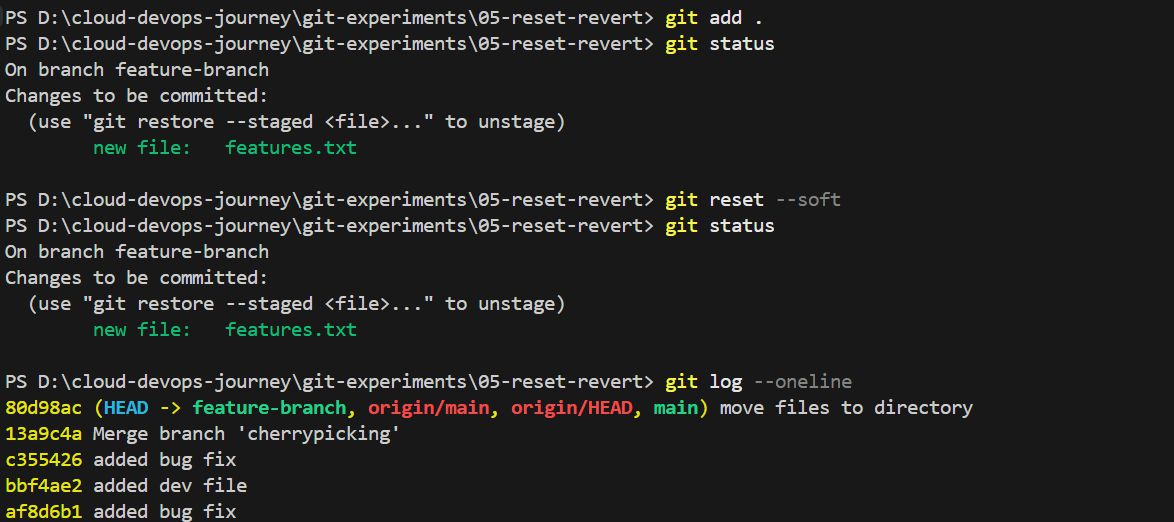 PS D:\cloud-devops-journey\git-experiments\05-reset-revert> git add .
PS D:\cloud-devops-journey\git-experiments\05-reset-revert> git status
On branch feature-branch
Changes to be committed:
  (use "git restore --staged <file>..." to unstage)
        new file:   features.txt

PS D:\cloud-devops-journey\git-experiments\05-reset-revert> git reset --soft
PS D:\cloud-devops-journey\git-experiments\05-reset-revert> git status
On branch feature-branch
Changes to be committed:
  (use "git restore --staged <file>..." to unstage)
        new file:   features.txt

PS D:\cloud-devops-journey\git-experiments\05-reset-revert> git log --oneline
80d98ac (HEAD -> feature-branch, origin/main, origin/HEAD, main) move files to directory
13a9c4a Merge branch 'cherrypicking'
c355426 added bug fix
bbf4ae2 added dev file
af8d6b1 added bug fix